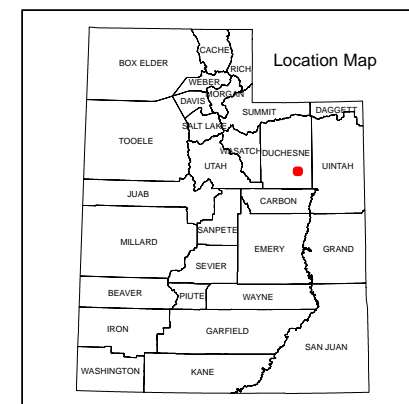 Location Map
CACHE
BOX ELDER
RICH
WEBER
MORGAN
DAVIS
SUMMIT
DAGGETT
SALT LAKE
TOOELE
WASATCH
DUCHESNE
UTAH
UINTAH
JUAB
CARBON
SANPETE
MILLARD
EMERY
GRAND
SEVIER
BEAVER
PIUTE
WAYNE
IRON
GARFIELD
SAN JUAN
WASHINGTON
KANE